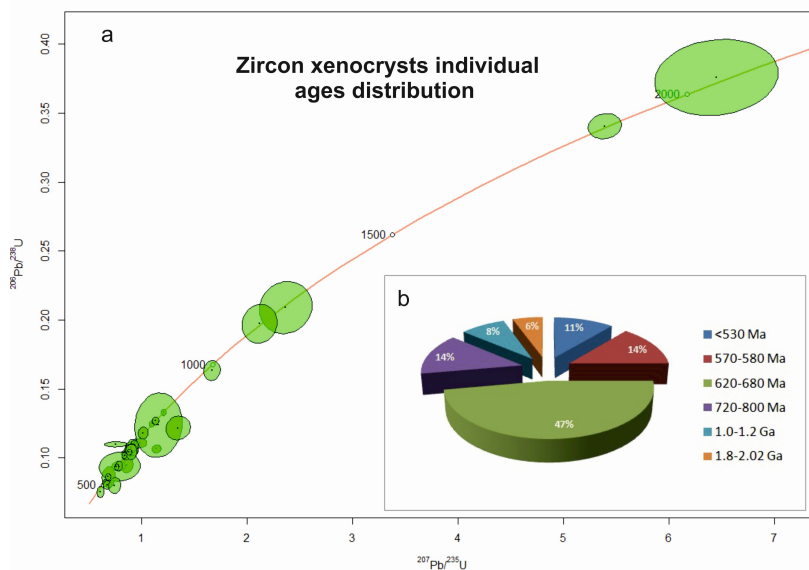 a
Zircon xenocrysts individual
ages distribution
0.40
0.35
0.30
0.25
0.20
0.15
0.10
206Pb/238U
2000
1500
1000
500
1 2 3 4 5 6 7
207Pb/235U
b
6%
8%
11%
14%
14%
47%
<530 Ma
570-580 Ma
620-680 Ma
720-800 Ma
1.0-1.2 Ga
1.8-2.02 Ga